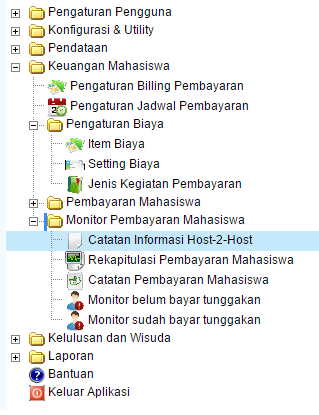 Pengaturan Pengguna
Konfigurasi & Utility
Pendataan
Keuangan Mahasiswa
Pengaturan Billing Pembayaran
Pengaturan Jadwal Pembayaran
Pengaturan Biaya
Item Biaya
Setting Biaya
Jenis Kegiatan Pembayaran
Pembayaran Mahasiswa
Monitor Pembayaran Mahasiswa
Catatan Informasi Host-2-Host
Rekapitulasi Pembayaran Mahasiswa
Catatan Pembayaran Mahasiswa
Monitor belum bayar tunggakan
Monitor sudah bayar tunggakan
Kelulusan dan Wisuda
Laporan
Bantuan
Keluar Aplikasi